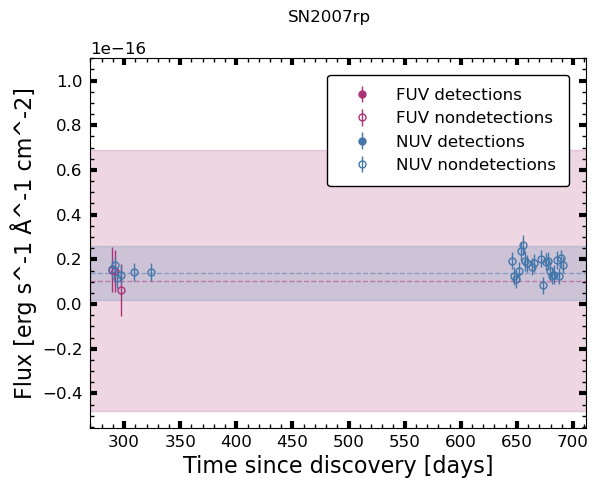 SN2007rp
1e−16
1.0
0.8
0.6
0.4
0.2
0.0
−0.2
−0.4
Flux [erg s^-1 Å^-1 cm^-2]
FUV detections
FUV nondetections
NUV detections
NUV nondetections
300 350 400 450 500 550 600 650 700
Time since discovery [days]